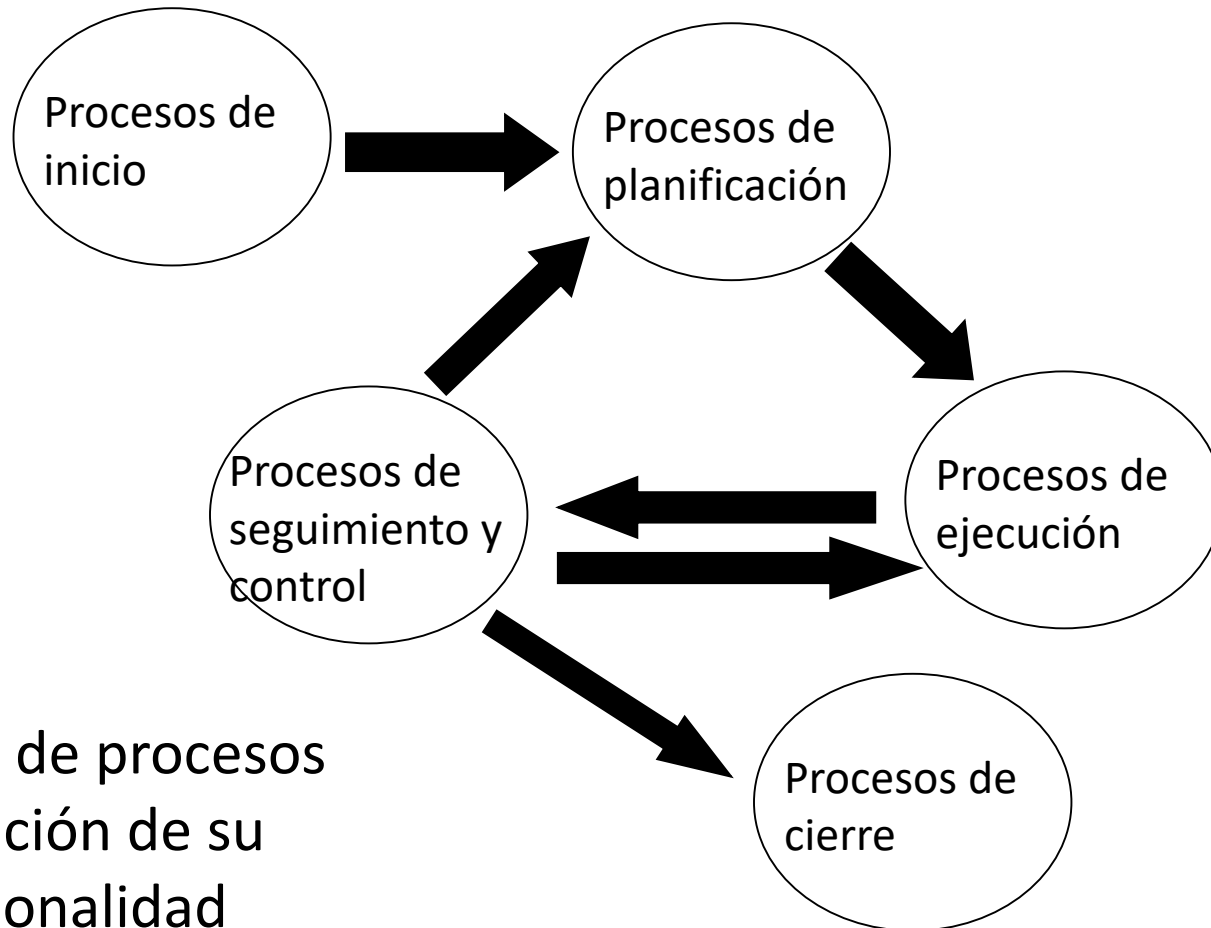 Procesos de
inicio
Procesos de
planificación
Procesos de
seguimiento y
control
Procesos de
ejecución
Procesos de
cierre
de procesos
ción de su
onalidad